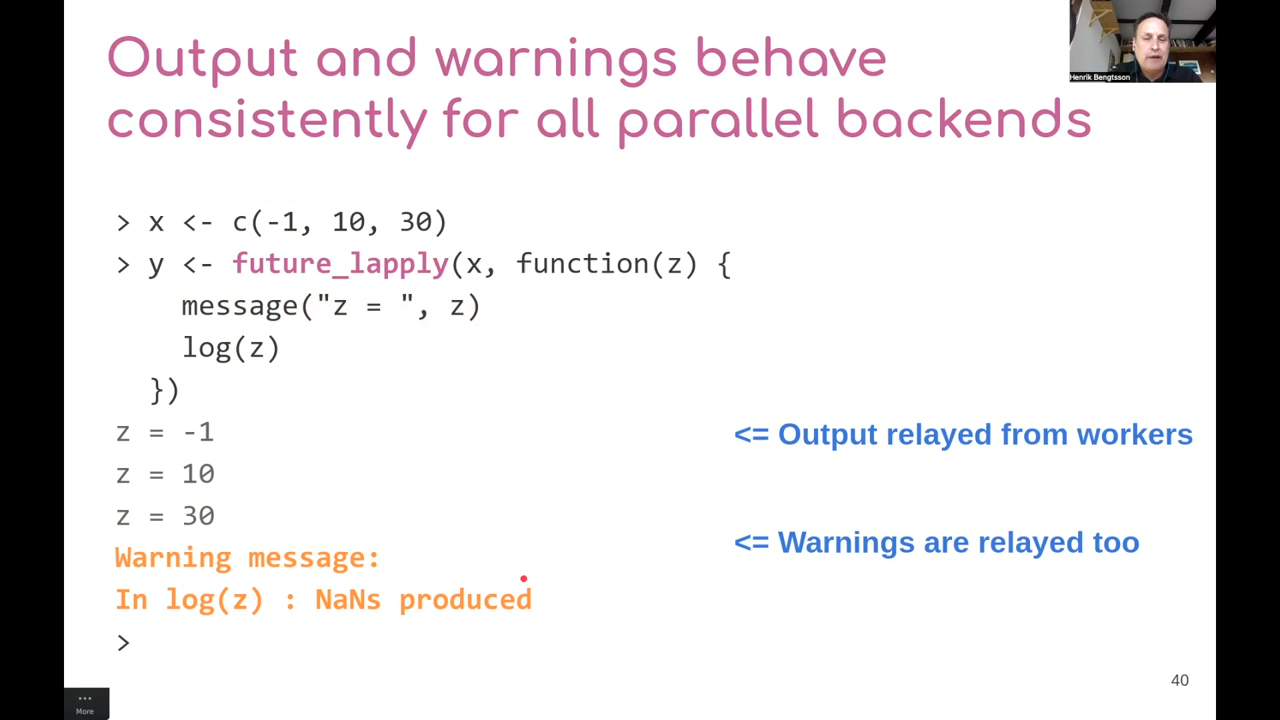 Output and warnings behave
consistently for all parallel backends
Henrik Bengtsson
> x <- c(-1, 10, 30)
> y <- future_lapply(x, function(z) {
message("z = ", z)
log(z)
})
z = -1
<= Output relayed from workers
z = 10
z = 30
<= Warnings are relayed too
Warning message:
In log(z) : NaNs produced
>
40
More